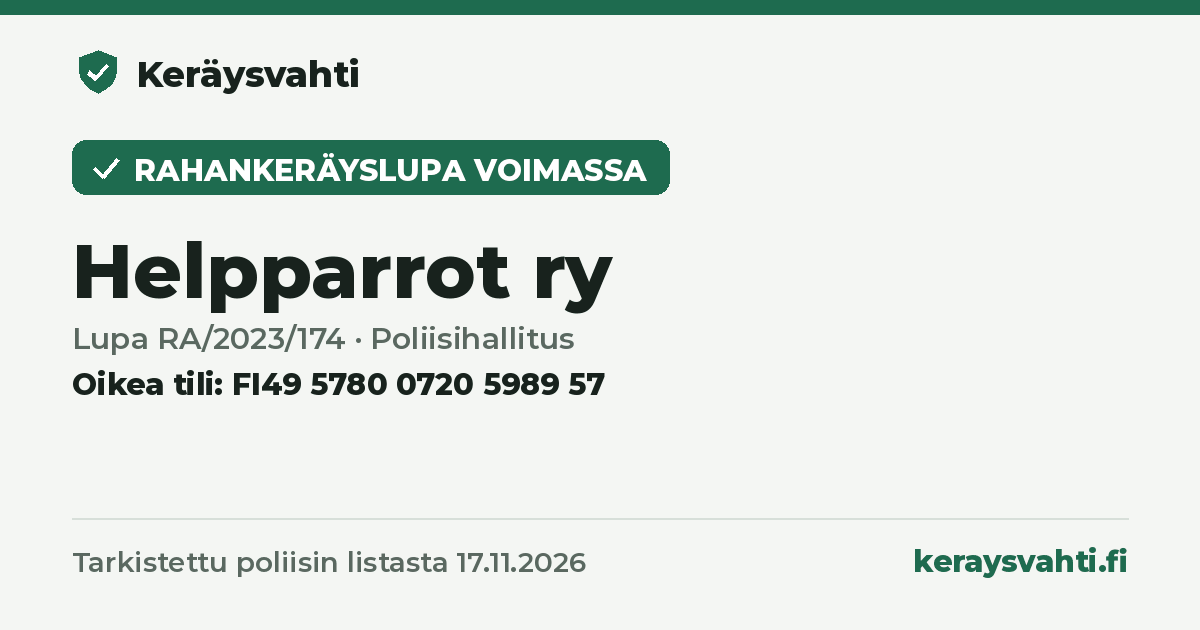 Keräysvahti
RAHANKERÄYSLUPA VOIMASSA
Helpparrot ry
Lupa RA/2023/174 · Poliisihallitus
Oikea tili: FI49 5780 0720 5989 57
Tarkistettu poliisin listasta 17.11.2026
keraysvahti.fi